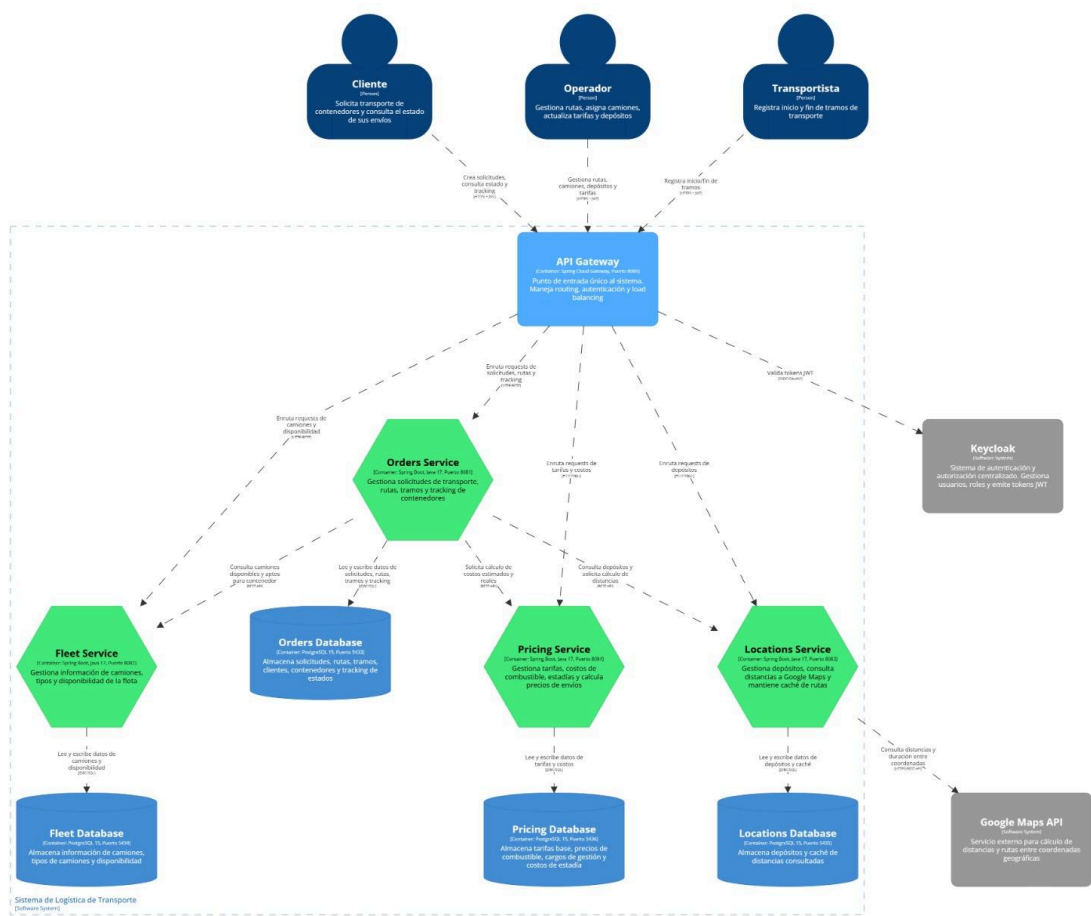 Cliente
[Person]
Solicita transporte de
contenedores y consulta el estado
de sus envíos
Operador
[Person]
Gestiona rutas, asigna camiones,
actualiza tarifas y depósitos
Transportista
[Person]
Registra inicio y fin de tramos de
transporte
Crea solicitudes,
consulta estado y
tracking
Gestiona rutas,
camiones, depósitos y
tarifas
Registra inicio/fin de
tramos
API Gateway
[Container: Spring Cloud Gateway, Puerto 8080]
Punto de entrada único al sistema.
Maneja routing, autenticación y load
balancing
Enruta requests de
solicitudes, rutas y
tracking
Valida tokens JWT
Enruta requests de
camiones y
disponibilidad
Orders Service
[Container: Spring Boot, Java 17, Puerto 8081]
Gestiona solicitudes de transporte,
rutas, tramos y tracking de
contenedores
Enruta requests de
tarifas y costos
Enruta requests de
depósitos
Keycloak
[Software System]
Sistema de autenticación y
autorización centralizado. Gestiona
usuarios, roles y emite tokens JWT
Consulta camiones
disponibles y aptos
para contenedor
Lee y escribe datos de
solicitudes, rutas,
tramos y tracking
Solicita cálculo de
costos estimados y
reales
Consulta depósitos y
solicita cálculo de
distancias
Fleet Service
[Container: Spring Boot, Java 17, Puerto 8082]
Gestiona información de camiones,
tipos y disponibilidad de la flota
Orders Database
[Container: PostgreSQL 15, Puerto 5433]
Almacena solicitudes, rutas, tramos,
clientes, contenedores y tracking de
estados
Pricing Service
[Container: Spring Boot, Java 17, Puerto 8084]
Gestiona tarifas, costos de
combustible, estadías y calcula
precios de envíos
Locations Service
[Container: Spring Boot, Java 17, Puerto 8083]
Gestiona depósitos, consulta
distancias a Google Maps y
mantiene caché de rutas
Lee y escribe datos de
camiones y
disponibilidad
Lee y escribe datos de
tarifas y costos
Lee y escribe datos de
depósitos y caché
Consulta distancias y
duración entre
coordenadas
Fleet Database
[Container: PostgreSQL 15, Puerto 5434]
Almacena información de camiones,
tipos de camiones y disponibilidad
Pricing Database
[Container: PostgreSQL 15, Puerto 5436]
Almacena tarifas base, precios de
combustible, cargos de gestión y
costos de estadía
Locations Database
[Container: PostgreSQL 15, Puerto 5435]
Almacena depósitos y caché de
distancias consultadas
Google Maps API
[Software System]
Servicio externo para cálculo de
distancias y rutas entre coordenadas
geográficas
Sistema de Logística de Transporte
[Software System]